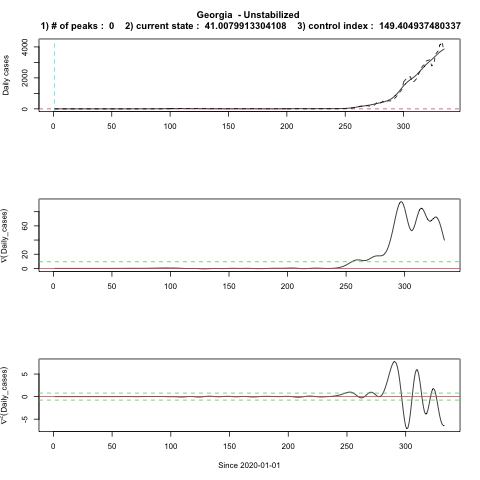 Georgia - Unstabilized
1) # of peaks : 0 2) current state : 41.0079913304108 3) control index : 149.404937480337
Daily cases
4000
2000
0
0 50 100 150 200 250 300
∇(Daily_cases)
60
20
0
0 50 100 150 200 250 300
∇²(Daily_cases)
5
0
-5
0 50 100 150 200 250 300
Since 2020-01-01